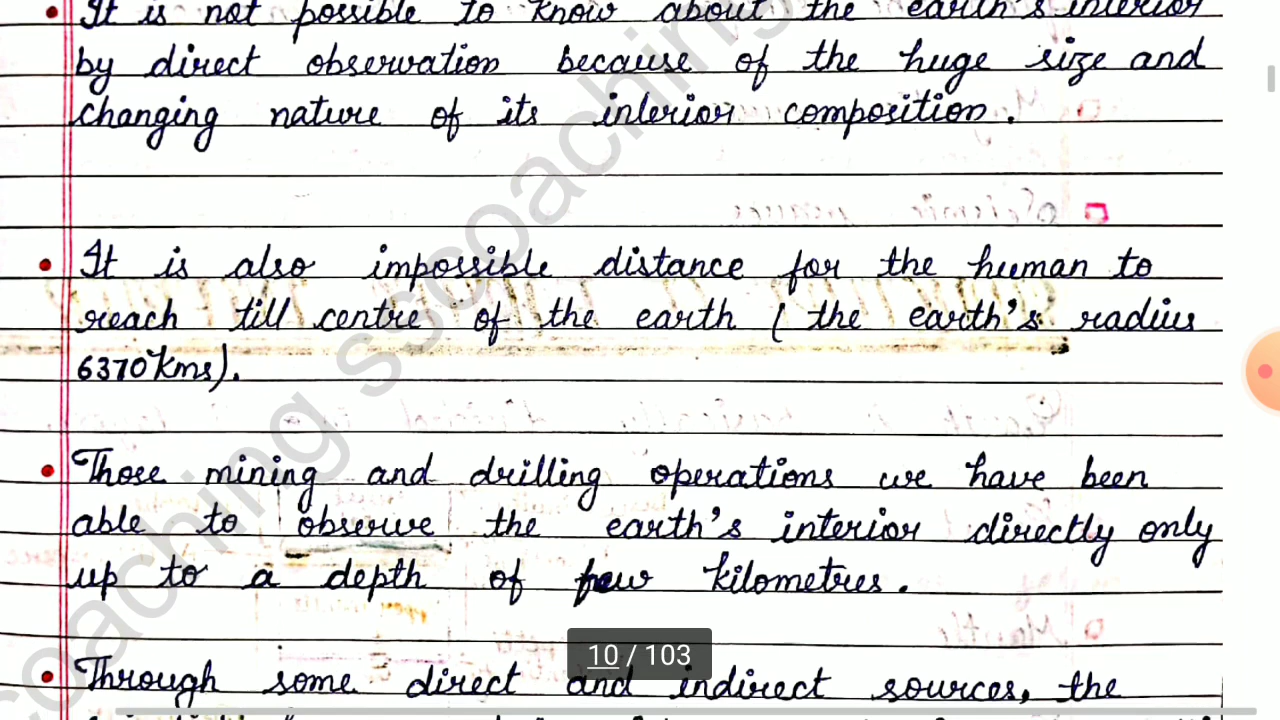 It is not possible to know about the earth's interior
by direct observation because of the huge size and
changing nature of its interior composition.
It is also impossible distance for the human to
reach till centre of the earth ( the earth's radius
6370 kms).
Those mining and drilling operations we have been
able to observe the earth's interior directly only
up to a depth of few kilometres.
10 / 103
Through some direct and indirect sources, the
coaching sscoaching